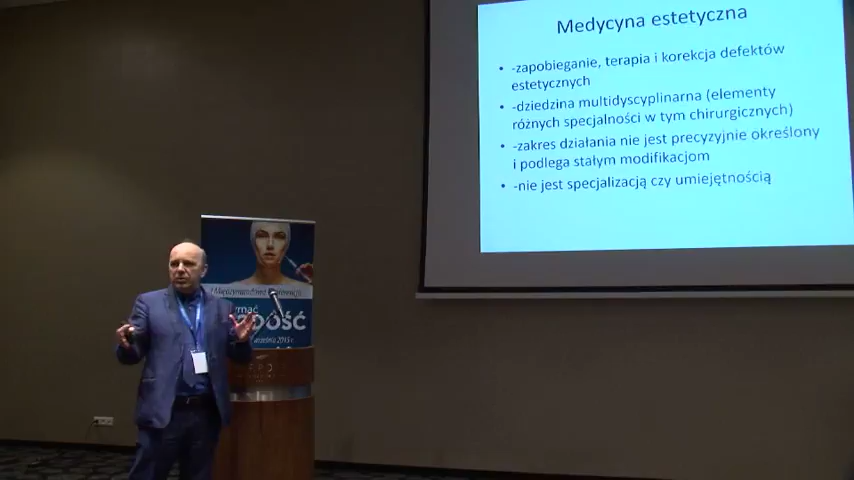 Medycyna estetyczna
• -zapobieganie, terapia i korekcja defektów
estetycznych
• -dziedzina multidyscyplinarna (elementy
różnych specjalności w tym chirurgicznych)
• -zakres działania nie jest precyzyjnie określony
i podlega stałym modifikacjom
• -nie jest specjalizacją czy umiejętnością
I Międzynarodowa